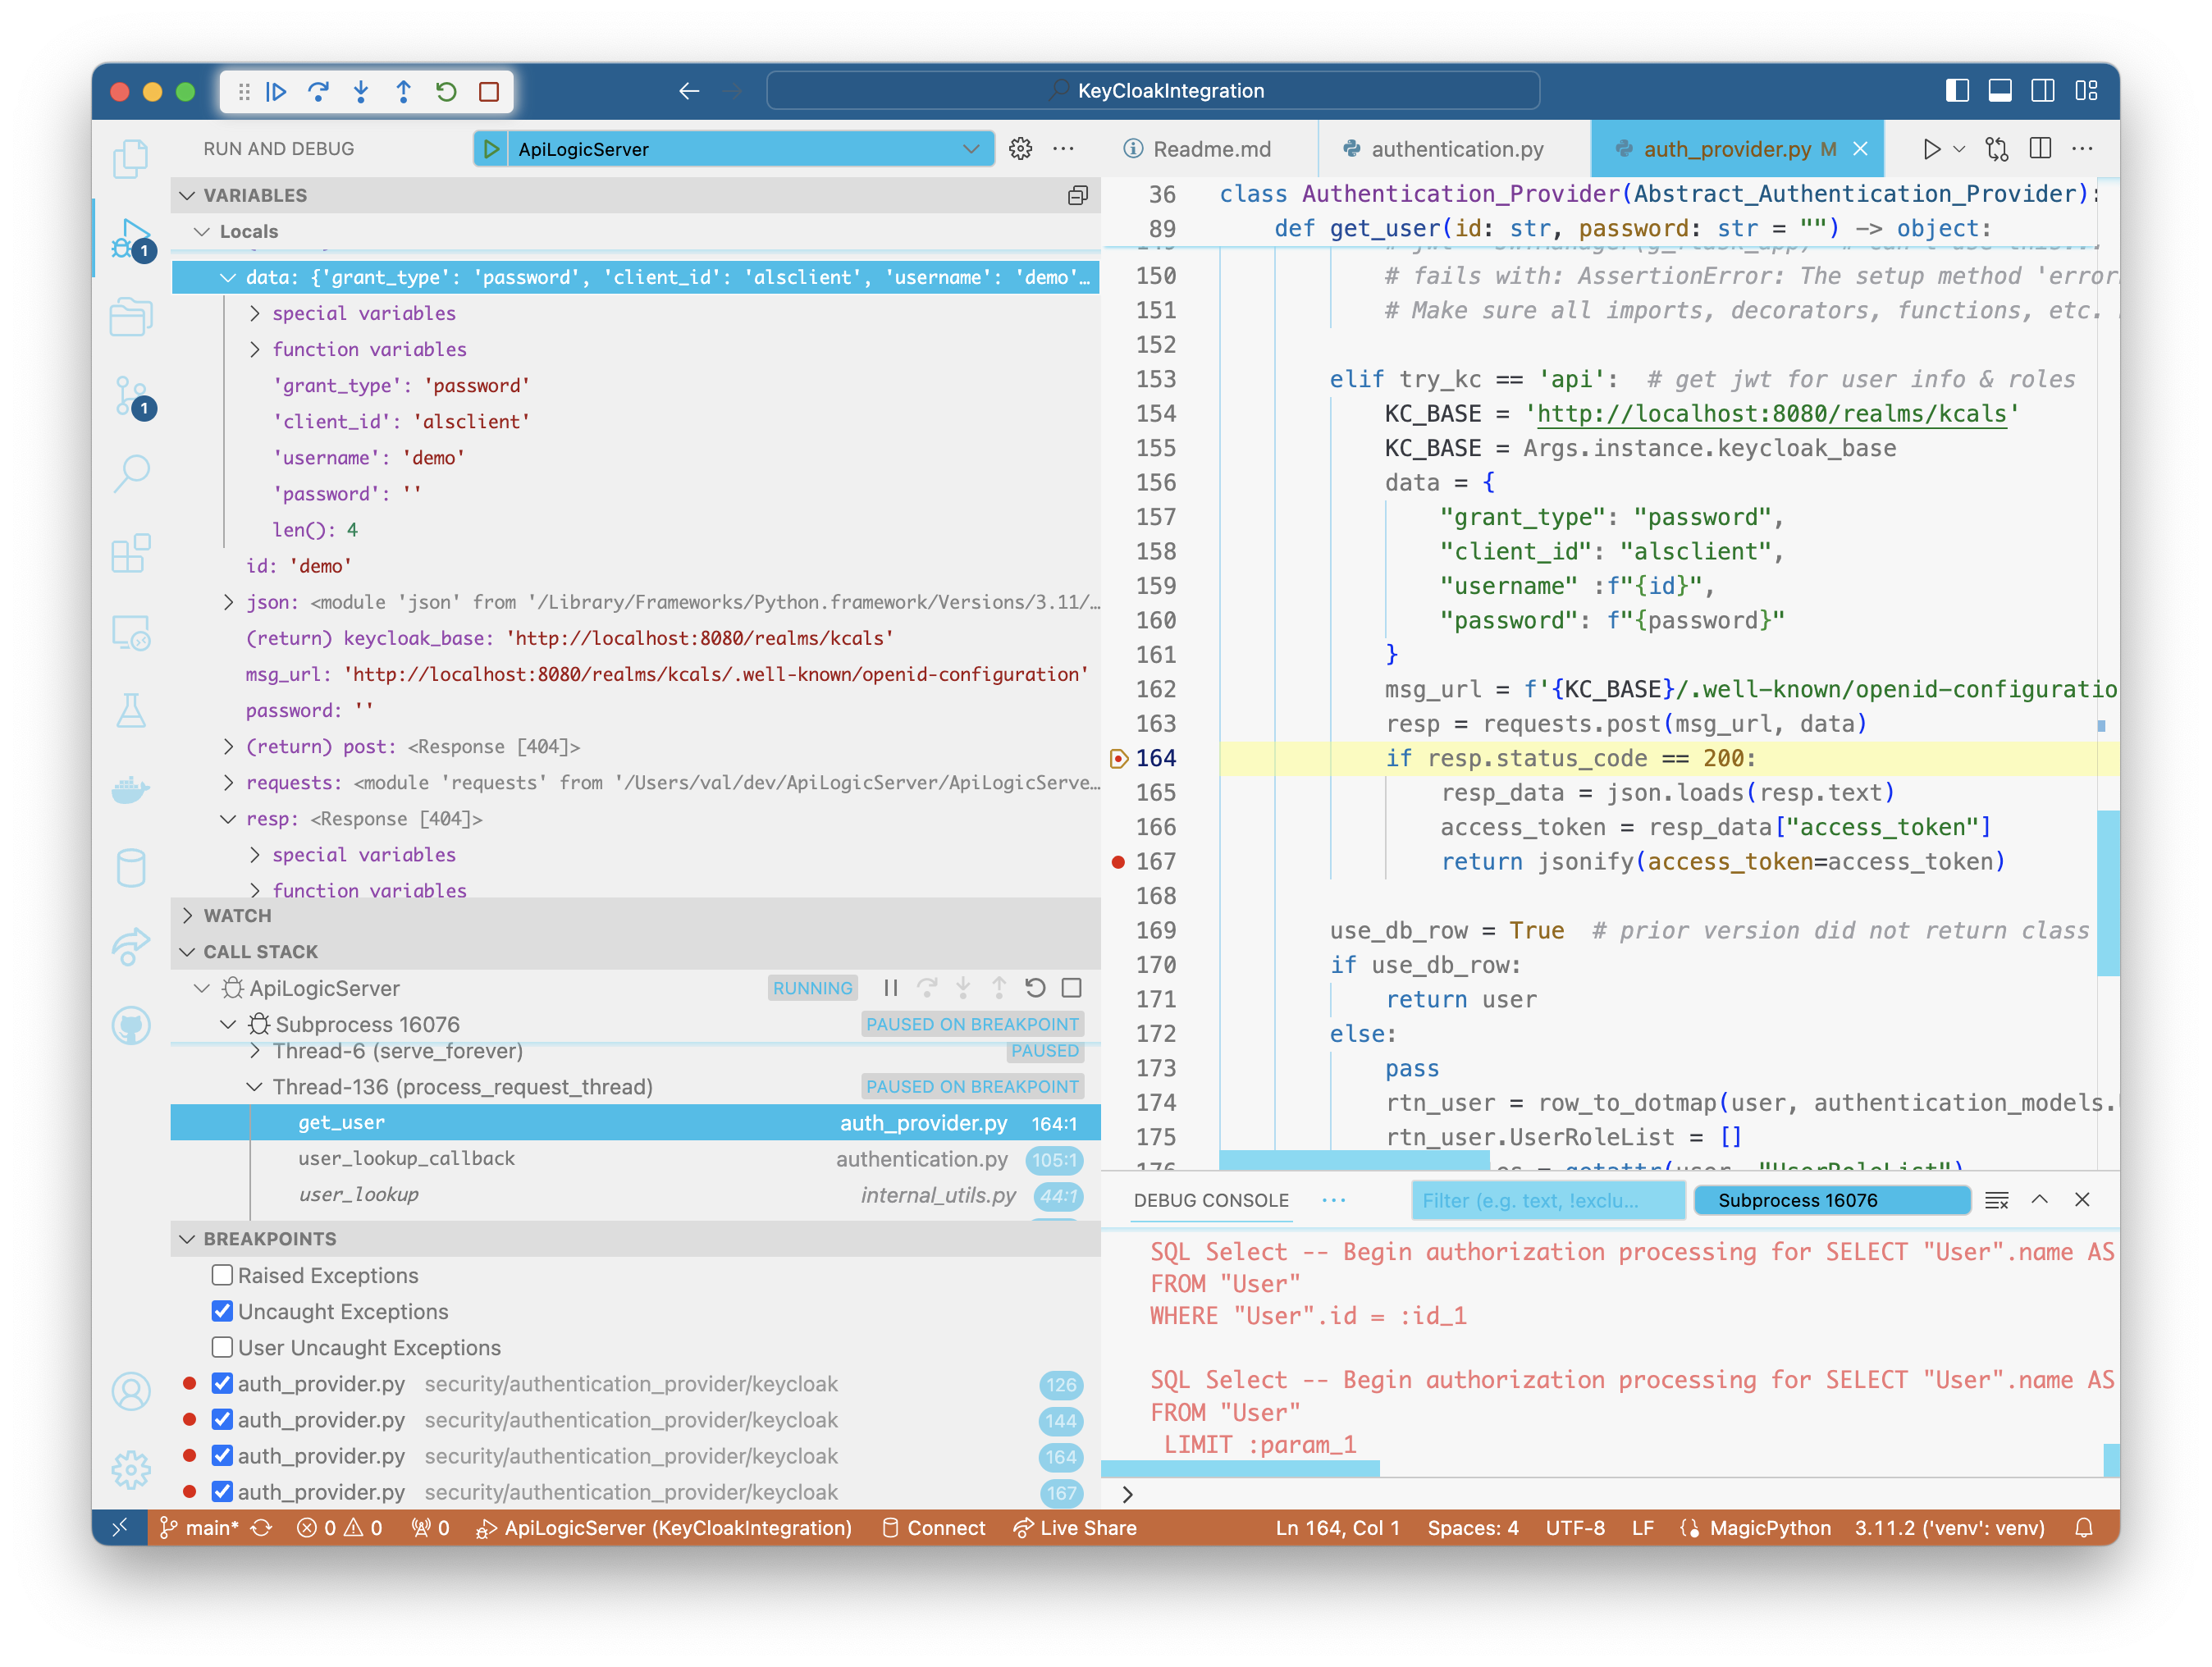 KeyCloakIntegration
RUN AND DEBUG
ApiLogicServer
VARIABLES
Locals
data: {'grant_type': 'password', 'client_id': 'alsclient', 'username': 'demo'…
special variables
function variables
'grant_type': 'password'
'client_id': 'alsclient'
'username': 'demo'
'password': ''
len(): 4
id: 'demo'
json: <module 'json' from '/Library/Frameworks/Python.framework/Versions/3.11/…
(return) keycloak_base: 'http://localhost:8080/realms/kcals'
msg_url: 'http://localhost:8080/realms/kcals/.well-known/openid-configuration'
password: ''
(return) post: <Response [404]>
requests: <module 'requests' from '/Users/val/dev/ApiLogicServer/ApiLogicServe…
resp: <Response [404]>
special variables
function variables
WATCH
CALL STACK
ApiLogicServer RUNNING
Subprocess 16076 PAUSED ON BREAKPOINT
Thread-6 (serve_forever) PAUSED
Thread-136 (process_request_thread) PAUSED ON BREAKPOINT
get_user auth_provider.py 164:1
user_lookup_callback authentication.py 105:1
user_lookup internal_utils.py 44:1
BREAKPOINTS
Raised Exceptions
Uncaught Exceptions
User Uncaught Exceptions
auth_provider.py security/authentication_provider/keycloak 126
auth_provider.py security/authentication_provider/keycloak 144
auth_provider.py security/authentication_provider/keycloak 164
auth_provider.py security/authentication_provider/keycloak 167
1
1
Readme.md authentication.py auth_provider.py M
36 class Authentication_Provider(Abstract_Authentication_Provider):
89 def get_user(id: str, password: str = "") -> object:
150 # fails with: AssertionError: The setup method 'error
151 # Make sure all imports, decorators, functions, etc.
152
153 elif try_kc == 'api': # get jwt for user info & roles
154 KC_BASE = 'http://localhost:8080/realms/kcals'
155 KC_BASE = Args.instance.keycloak_base
156 data = {
157 "grant_type": "password",
158 "client_id": "alsclient",
159 "username" :f"{id}",
160 "password": f"{password}"
161 }
162 msg_url = f'{KC_BASE}/.well-known/openid-configuratio
163 resp = requests.post(msg_url, data)
164 if resp.status_code == 200:
165 resp_data = json.loads(resp.text)
166 access_token = resp_data["access_token"]
167 return jsonify(access_token=access_token)
168
169 use_db_row = True # prior version did not return class
170 if use_db_row:
171 return user
172 else:
173 pass
174 rtn_user = row_to_dotmap(user, authentication_models.
175 rtn_user.UserRoleList = []
176 es = getattr(user, "UserRoleList")
DEBUG CONSOLE Filter (e.g. text, !exclu… Subprocess 16076
SQL Select -- Begin authorization processing for SELECT "User".name AS
FROM "User"
WHERE "User".id = :id_1
SQL Select -- Begin authorization processing for SELECT "User".name AS
FROM "User"
LIMIT :param_1
main* 0 0 0 ApiLogicServer (KeyCloakIntegration) Connect Live Share Ln 164, Col 1 Spaces: 4 UTF-8 LF MagicPython 3.11.2 ('venv': venv)